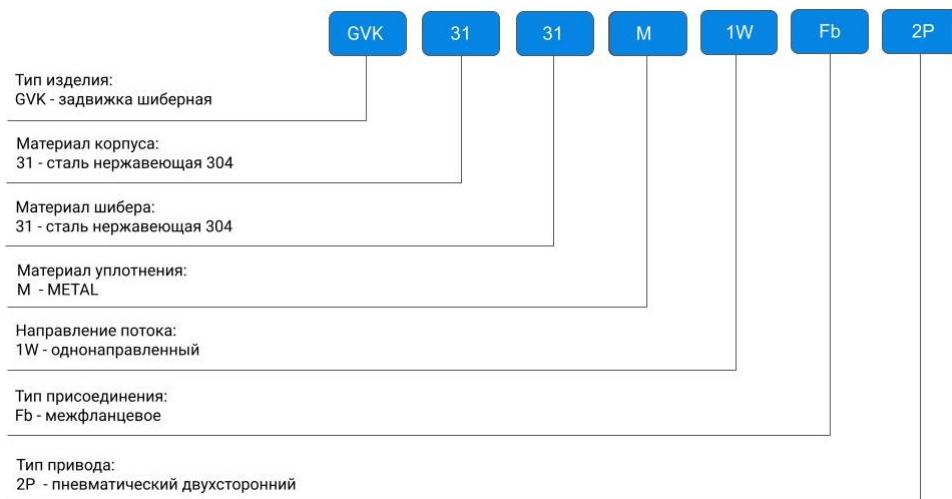 GVK 31 31 M 1W Fb 2P
Тип изделия:
GVK - задвижка шиберная
Материал корпуса:
31 - сталь нержавеющая 304
Материал шибера:
31 - сталь нержавеющая 304
Материал уплотнения:
M - METAL
Направление потока:
1W - однонаправленный
Тип присоединения:
Fb - межфланцевое
Тип привода:
2P - пневматический двухсторонний